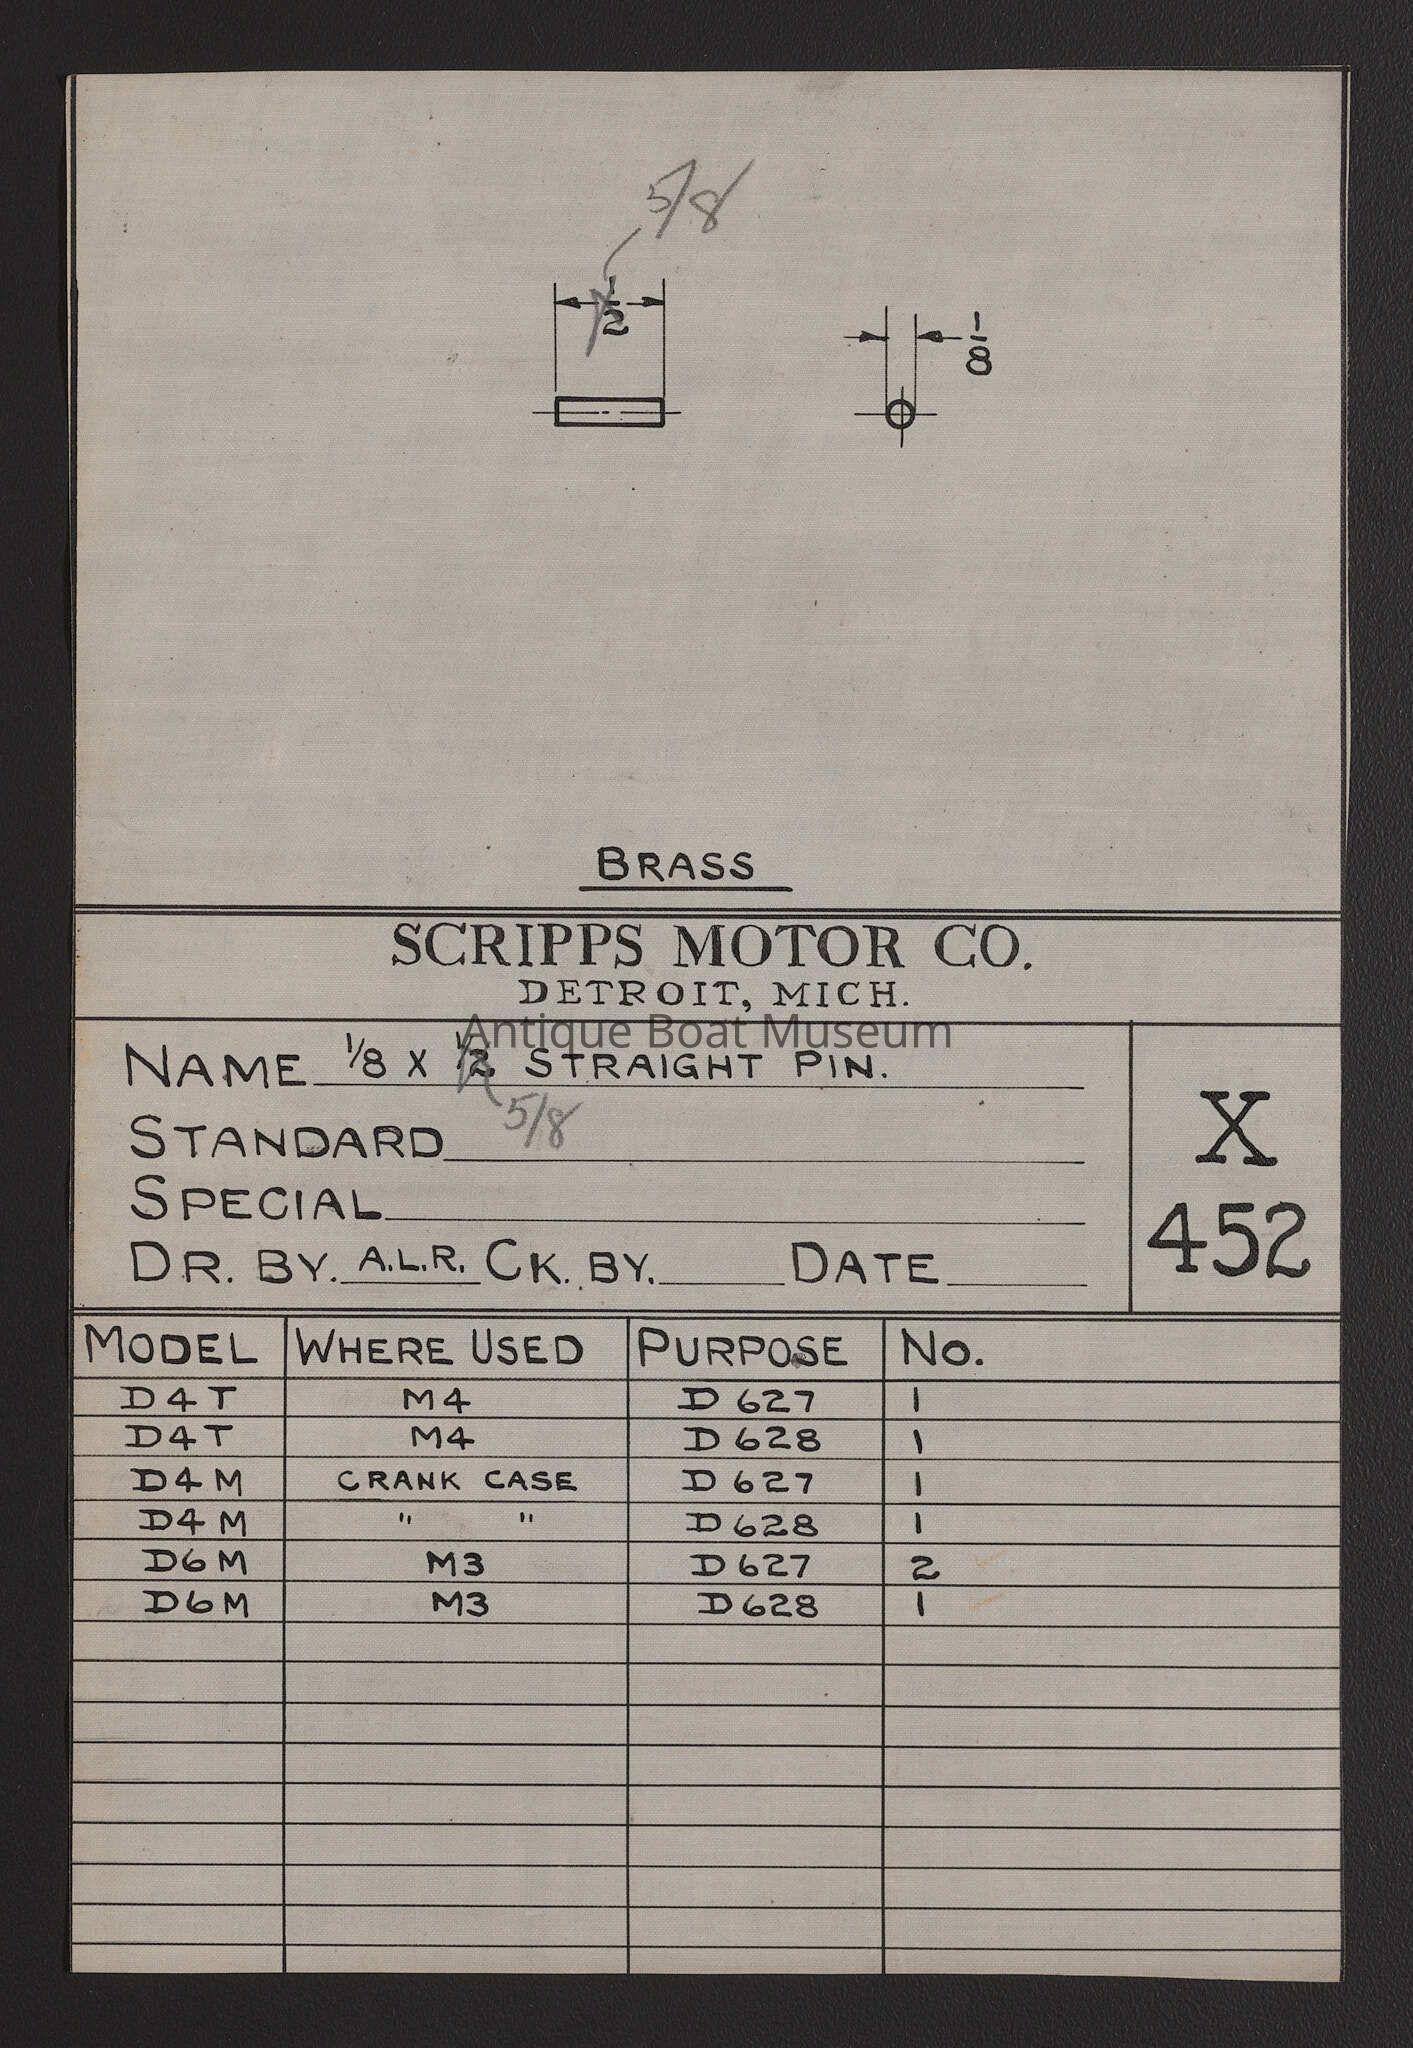 5/8
1/2
1/8
BRASS
SCRIPPS MOTOR CO.
DETROIT, MICH.
Antique Boat Museum
NAME 1/8 X 1/2 STRAIGHT PIN.
5/8
STANDARD
SPECIAL
DR. BY. A.L.R. CK. BY. DATE
X
452
MODEL WHERE USED PURPOSE NO.
D4T M4 D627 1
D4T M4 D628 1
D4M CRANK CASE D627 1
D4M " " D628 1
D6M M3 D627 2
D6M M3 D628 1